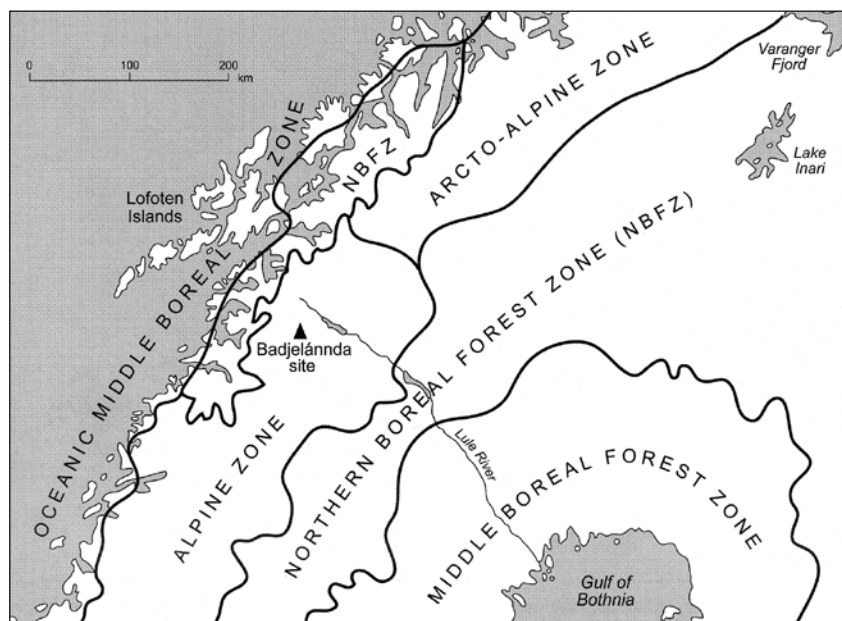 0 100 200
km
Varanger
Fjord
Lake
Inari
ARCTO-ALPINE ZONE
NBFZ
Lofoten
Islands
OCEANIC MIDDLE BOREAL ZONE
Badjelánnda
site
ALPINE ZONE
NORTHERN BOREAL FOREST ZONE (NBFZ)
Lule River
MIDDLE BOREAL FOREST ZONE
Gulf of
Bothnia